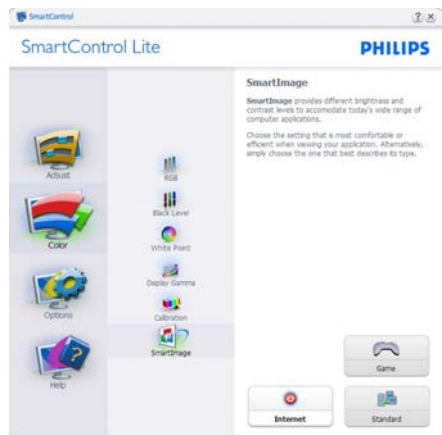 SmartControl
SmartControl Lite
PHILIPS
Adjust
Color
Options
Help
RGB
Black Level
White Point
Display Gamma
Calibration
SmartImage
SmartImage
SmartImage provides different brightness and
contrast levels to accomodate today's wide range of
computer applications.
Choose the setting that is most comfortable or
efficient when viewing your application. Alternatively,
simply choose the one that best describes its type.
Game
Internet
Standard